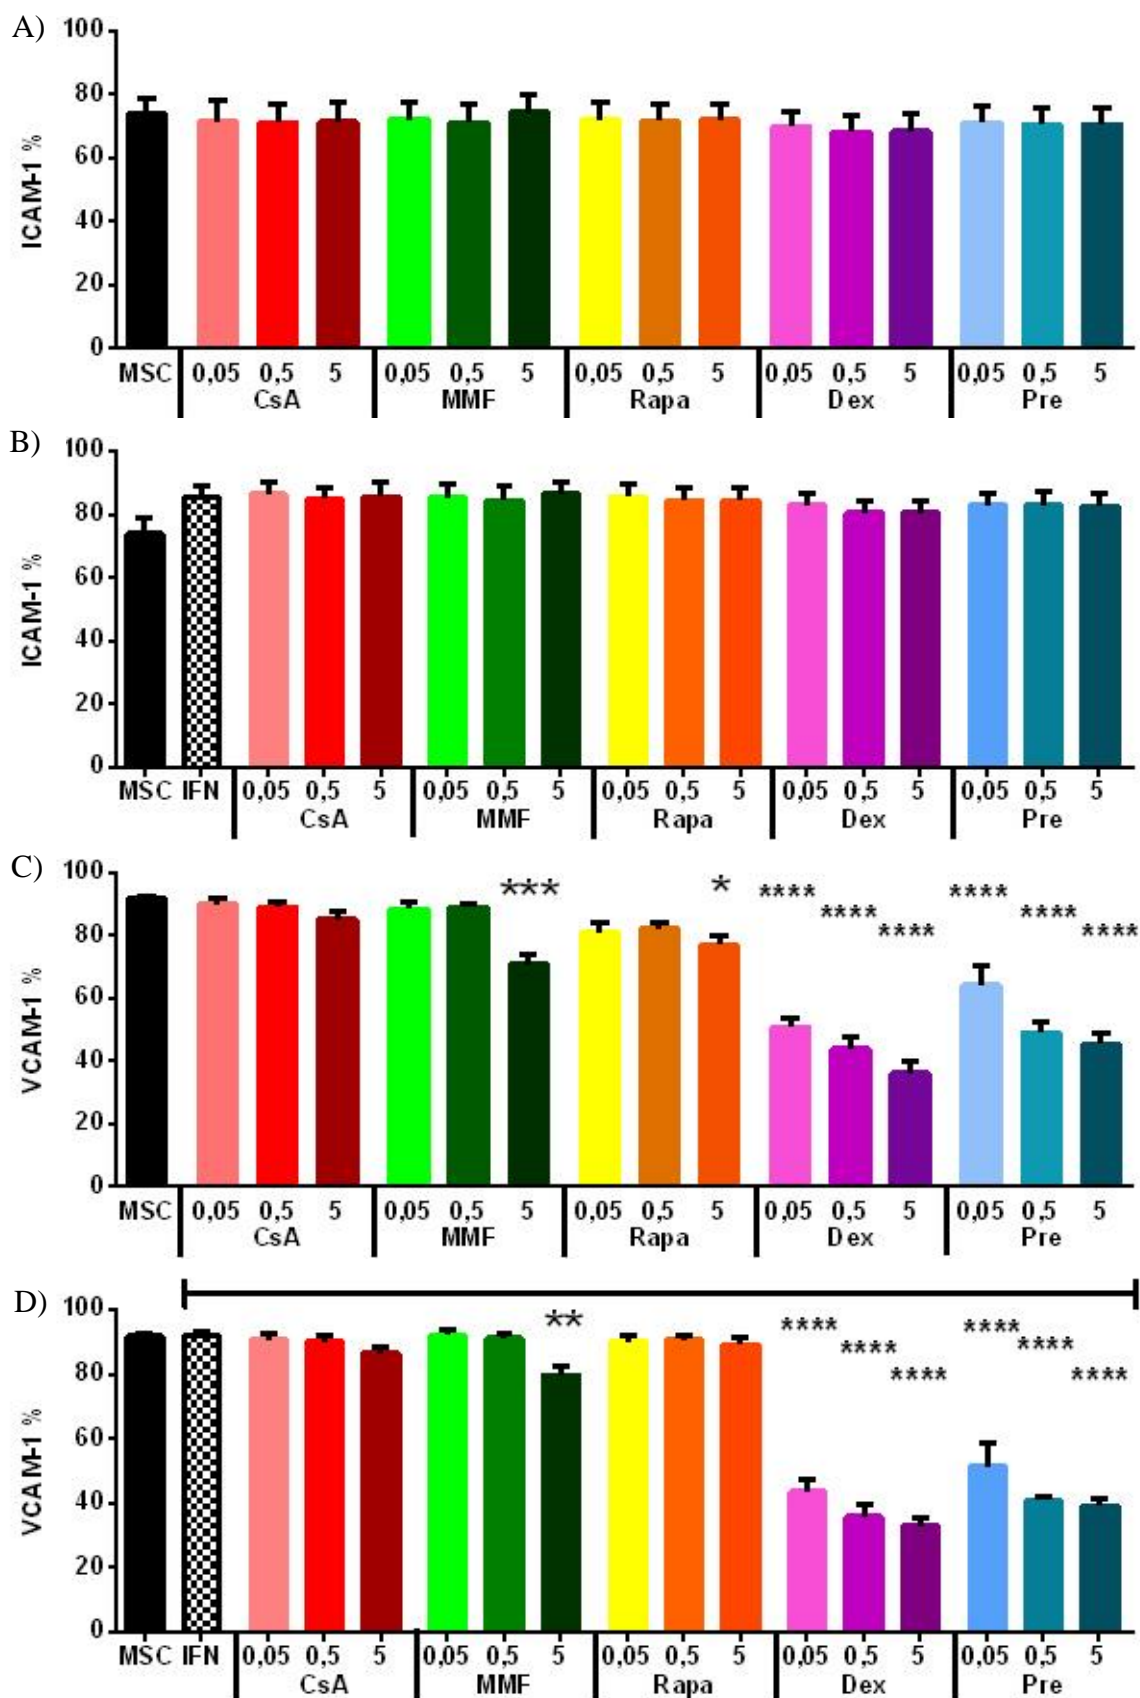 A)
100
80
60
40
20
0
ICAM-1 %
MSC 0,05 0,5 5 0,05 0,5 5 0,05 0,5 5 0,05 0,5 5 0,05 0,5 5
CsA MMF Rapa Dex Pre
B)
100
80
60
40
20
0
ICAM-1 %
MSC IFN 0,05 0,5 5 0,05 0,5 5 0,05 0,5 5 0,05 0,5 5 0,05 0,5 5
CsA MMF Rapa Dex Pre
C)
100
80
60
40
20
0
VCAM-1 %
*** * **** **** **** **** **** ****
MSC 0,05 0,5 5 0,05 0,5 5 0,05 0,5 5 0,05 0,5 5 0,05 0,5 5
CsA MMF Rapa Dex Pre
D)
100
80
60
40
20
0
VCAM-1 %
** **** **** **** **** **** ****
MSC IFN 0,05 0,5 5 0,05 0,5 5 0,05 0,5 5 0,05 0,5 5 0,05 0,5 5
CsA MMF Rapa Dex Pre